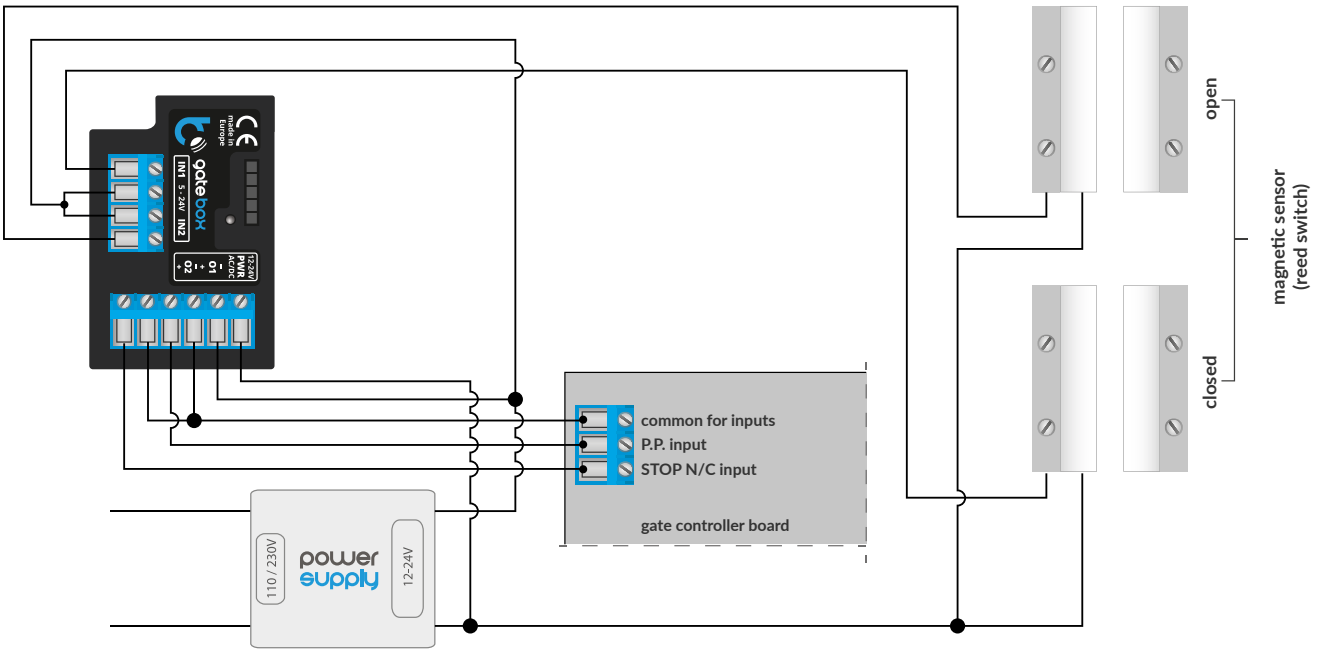 made in
Europe
CE
gatebox
IN1 5 - 24V IN2
12-24V
PWR
AC/DC
- O1 +
- O2 +
open
magnetic sensor
(reed switch)
closed
common for inputs
P.P. input
STOP N/C input
gate controller board
110 / 230V
power
supply
12-24V